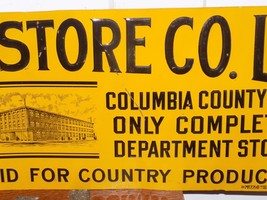 STORE CO. L
COLUMBIA COUNTY
ONLY COMPLET
DEPARTMENT STO
ID FOR COUNTRY PRODUC